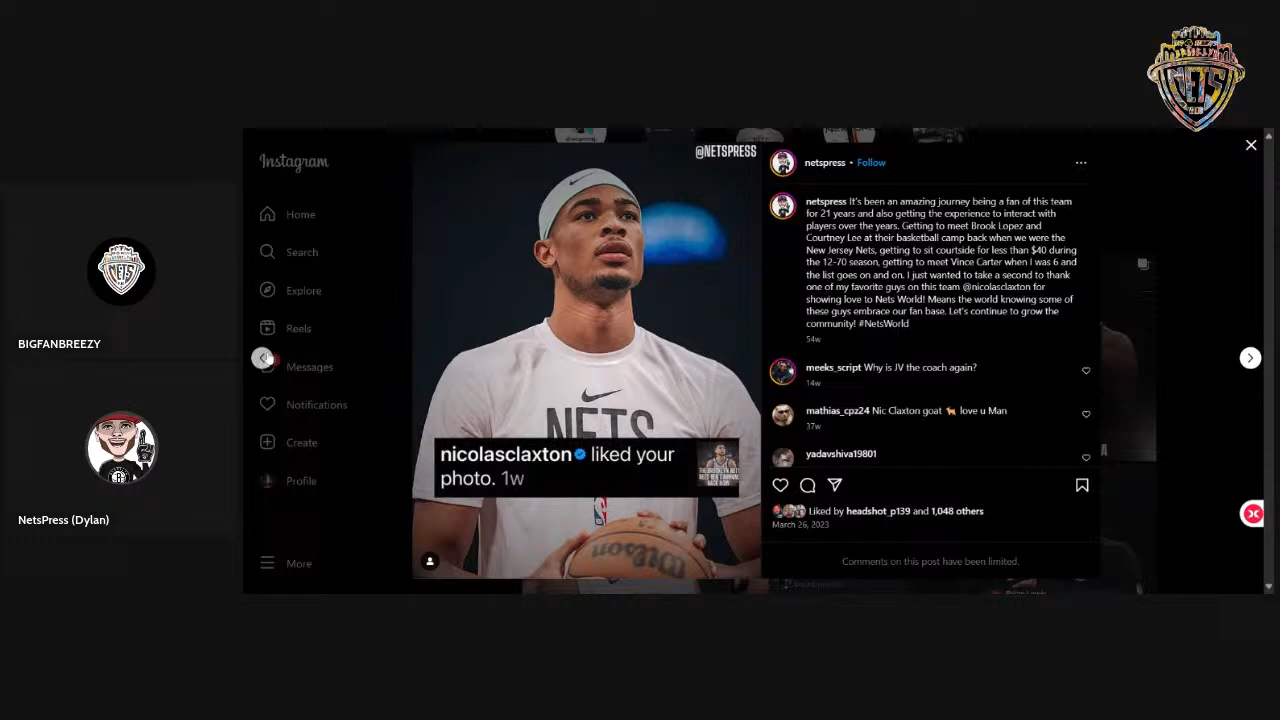 NETS
BIGFANBREEZY
NetsPress (Dylan)
Instagram
Home
Search
Explore
Reels
Messages
Notifications
Create
Profile
More
@NETSPRESS
NETS
nicolasclaxton liked your
photo. 1w
wilson
netspress • Follow
netspress It's been an amazing journey being a fan of this team
for 21 years and also getting the experience to interact with
players over the years. Getting to meet Brook Lopez and
Courtney Lee at their basketball camp back when we were the
New Jersey Nets, getting to sit courtside for less than $40 during
the 12-70 season, getting to meet Vince Carter when I was 6 and
the list goes on and on. I just wanted to take a second to thank
one of my favorite guys on this team @nicolasclaxton for
showing love to Nets World! Means the world knowing some of
these guys embrace our fan base. Let's continue to grow the
community! #NetsWorld
54w
meeks_script Why is JV the coach again?
14w
mathias_cpz24 Nic Claxton goat 🐐 love u Man
37w
yadavshiva19801
Liked by headshot_p139 and 1,048 others
March 26, 2023
Comments on this post have been limited.
NETS